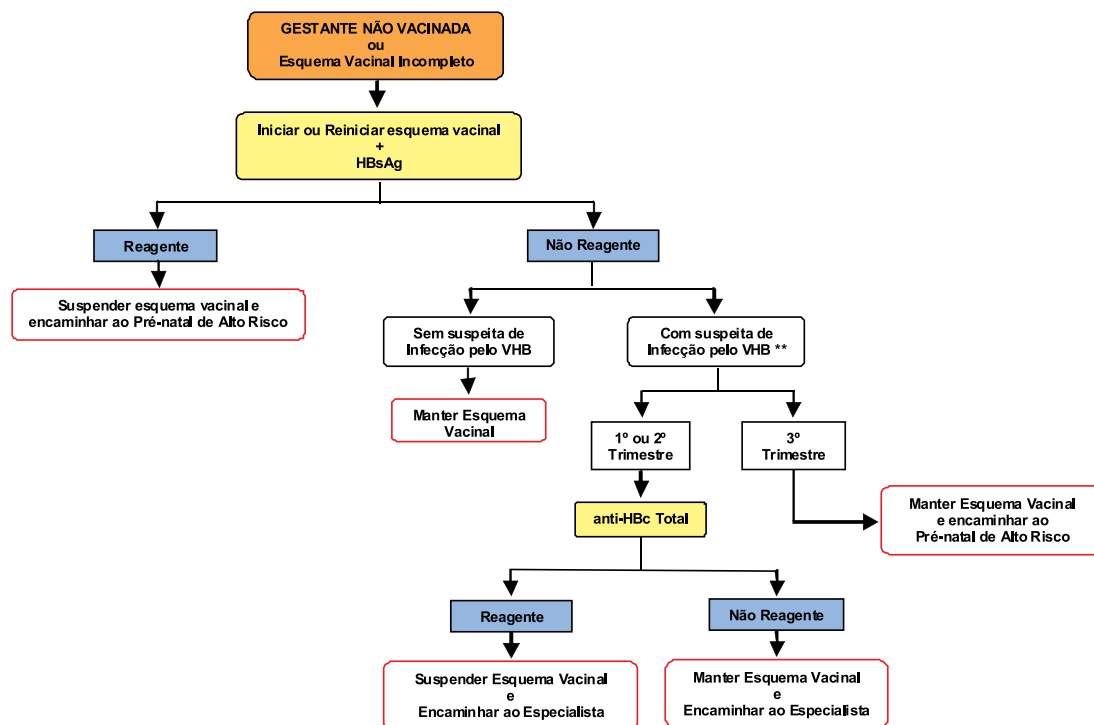 GESTANTE NÃO VACINADA
ou
Esquema Vacinal Incompleto
Iniciar ou Reiniciar esquema vacinal
+
HBsAg
Reagente
Não Reagente
Suspender esquema vacinal e
encaminhar ao Pré-natal de Alto Risco
Sem suspeita de
Infecção pelo VHB
Com suspeita de
Infecção pelo VHB **
Manter Esquema
Vacinal
1º ou 2º
Trimestre
3º
Trimestre
anti-HBc Total
Manter Esquema Vacinal
e encaminhar ao
Pré-natal de Alto Risco
Reagente
Não Reagente
Suspender Esquema Vacinal
e
Encaminhar ao Especialista
Manter Esquema Vacinal
e
Encaminhar ao Especialista